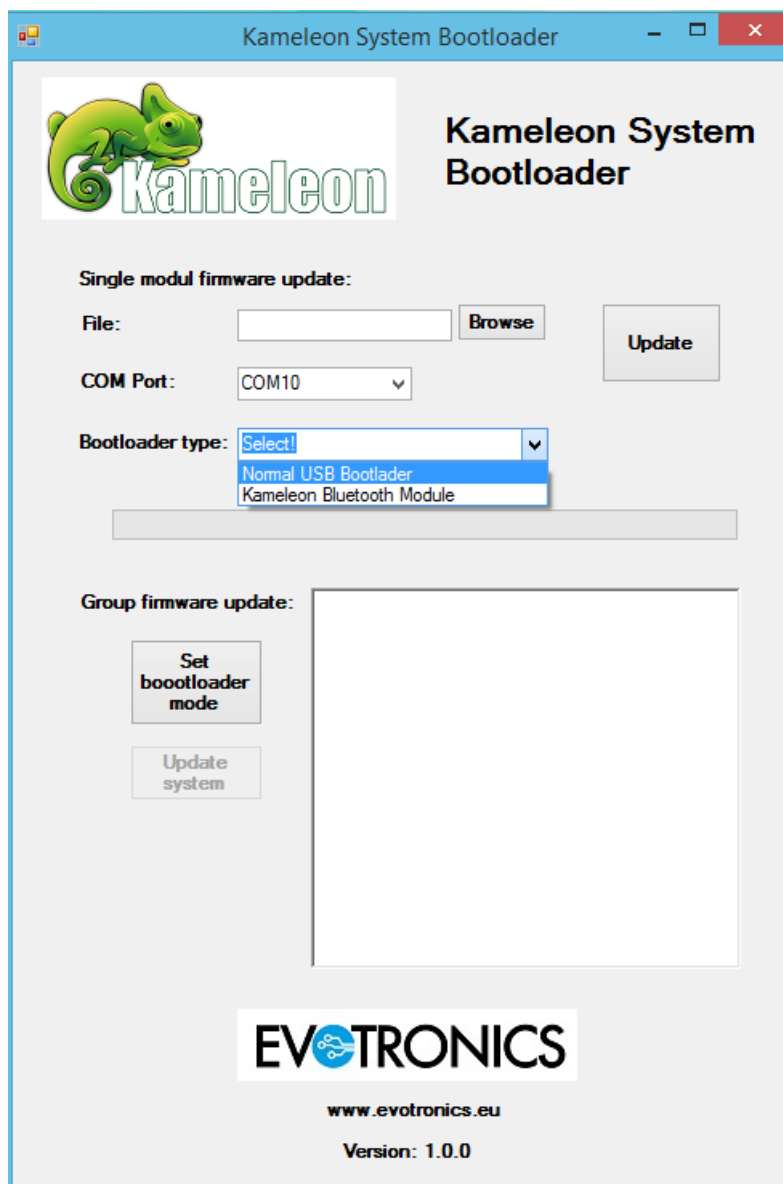 Kameleon System Bootloader
Kameleon
Kameleon System
Bootloader
Single modul firmware update:
File:
Browse
Update
COM Port:
COM10
Bootloader type:
Select!
Normal USB Bootlader
Kameleon Bluetooth Module
Group firmware update:
Set
boootloader
mode
Update
system
EVOTRONICS
www.evotronics.eu
Version: 1.0.0